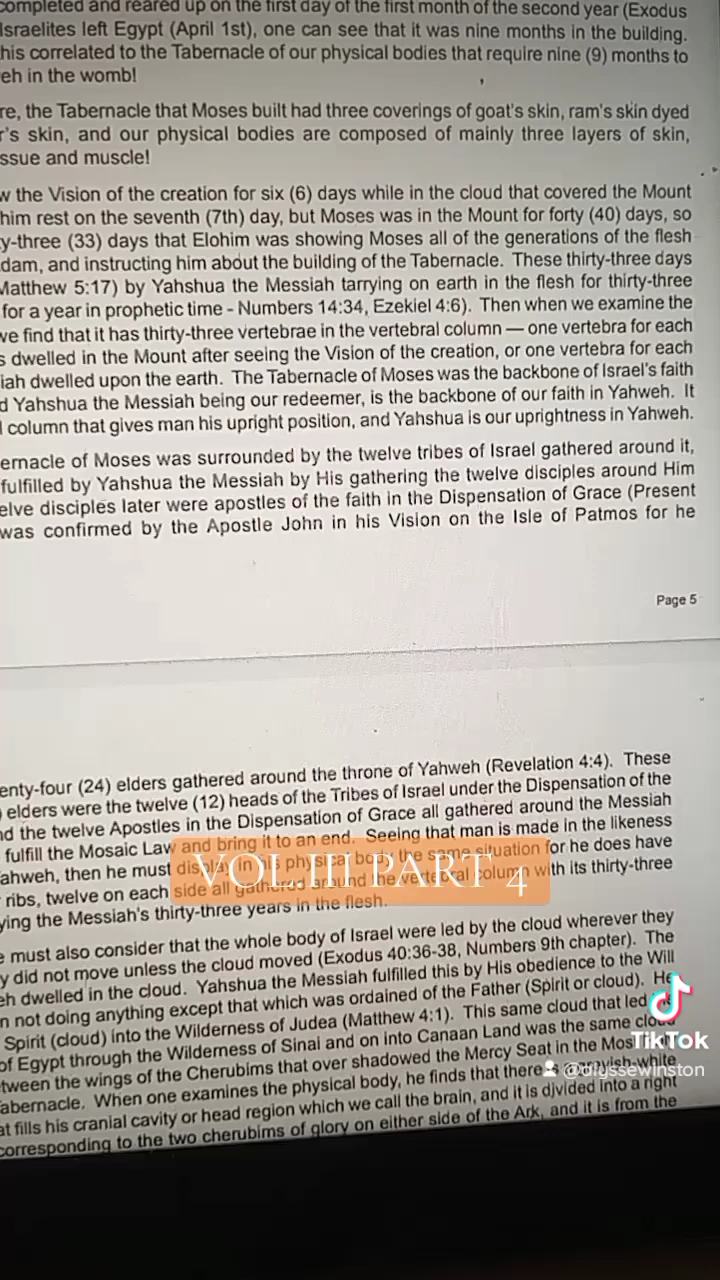 completed and reared up on the first day of the first month of the second year (Exodus
Israelites left Egypt (April 1st), one can see that it was nine months in the building.
his correlated to the Tabernacle of our physical bodies that require nine (9) months to
eh in the womb!
re, the Tabernacle that Moses built had three coverings of goat's skin, ram's skin dyed
r's skin, and our physical bodies are composed of mainly three layers of skin,
ssue and muscle!
w the Vision of the creation for six (6) days while in the cloud that covered the Mount
him rest on the seventh (7th) day, but Moses was in the Mount for forty (40) days, so
y-three (33) days that Elohim was showing Moses all of the generations of the flesh
dam, and instructing him about the building of the Tabernacle. These thirty-three days
Matthew 5:17) by Yahshua the Messiah tarrying on earth in the flesh for thirty-three
for a year in prophetic time - Numbers 14:34, Ezekiel 4:6). Then when we examine the
we find that it has thirty-three vertebrae in the vertebral column — one vertebra for each
s dwelled in the Mount after seeing the Vision of the creation, or one vertebra for each
iah dwelled upon the earth. The Tabernacle of Moses was the backbone of Israel's faith
d Yahshua the Messiah being our redeemer, is the backbone of our faith in Yahweh. It
l column that gives man his upright position, and Yahshua is our uprightness in Yahweh.
ernacle of Moses was surrounded by the twelve tribes of Israel gathered around it,
fulfilled by Yahshua the Messiah by His gathering the twelve disciples around Him
elve disciples later were apostles of the faith in the Dispensation of Grace (Present
was confirmed by the Apostle John in his Vision on the Isle of Patmos for he
Page 5
enty-four (24) elders gathered around the throne of Yahweh (Revelation 4:4). These
) elders were the twelve (12) heads of the Tribes of Israel under the Dispensation of the
nd the twelve Apostles in the Dispensation of Grace all gathered around the Messiah
fulfill the Mosaic Law and bring it to an end. Seeing that man is made in the likeness
ahweh, then he must display in his physical body the same situation for he does have
ribs, twelve on each side all gathered around the vertebral column with its thirty-three
ying the Messiah's thirty-three years in the flesh.
VOL.III PART 4
e must also consider that the whole body of Israel were led by the cloud wherever they
y did not move unless the cloud moved (Exodus 40:36-38, Numbers 9th chapter). The
eh dwelled in the cloud. Yahshua the Messiah fulfilled this by His obedience to the Will
n not doing anything except that which was ordained of the Father (Spirit or cloud). He
Spirit (cloud) into the Wilderness of Judea (Matthew 4:1). This same cloud that led
of Egypt through the Wilderness of Sinai and on into Canaan Land was the same cloud
tween the wings of the Cherubims that over shadowed the Mercy Seat in the Most
abernacle. When one examines the physical body, he finds that there grayish-white
at fills his cranial cavity or head region which we call the brain, and it is divided into a right
corresponding to the two cherubims of glory on either side of the Ark, and it is from the
TikTok
@ulyssewinston